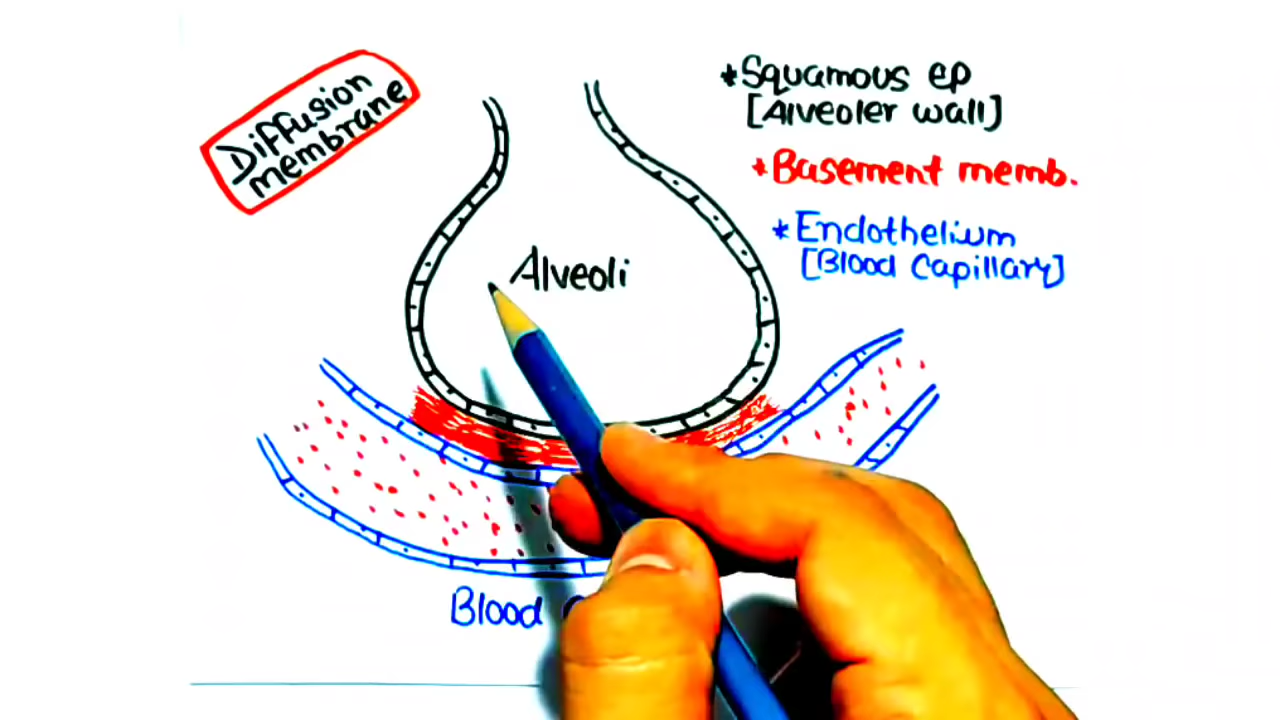 Diffusion
membrane
*Squamous ep
[Alveoler wall]
*Basement memb.
*Endothelium
[Blood Capillary]
Alveoli
Blood